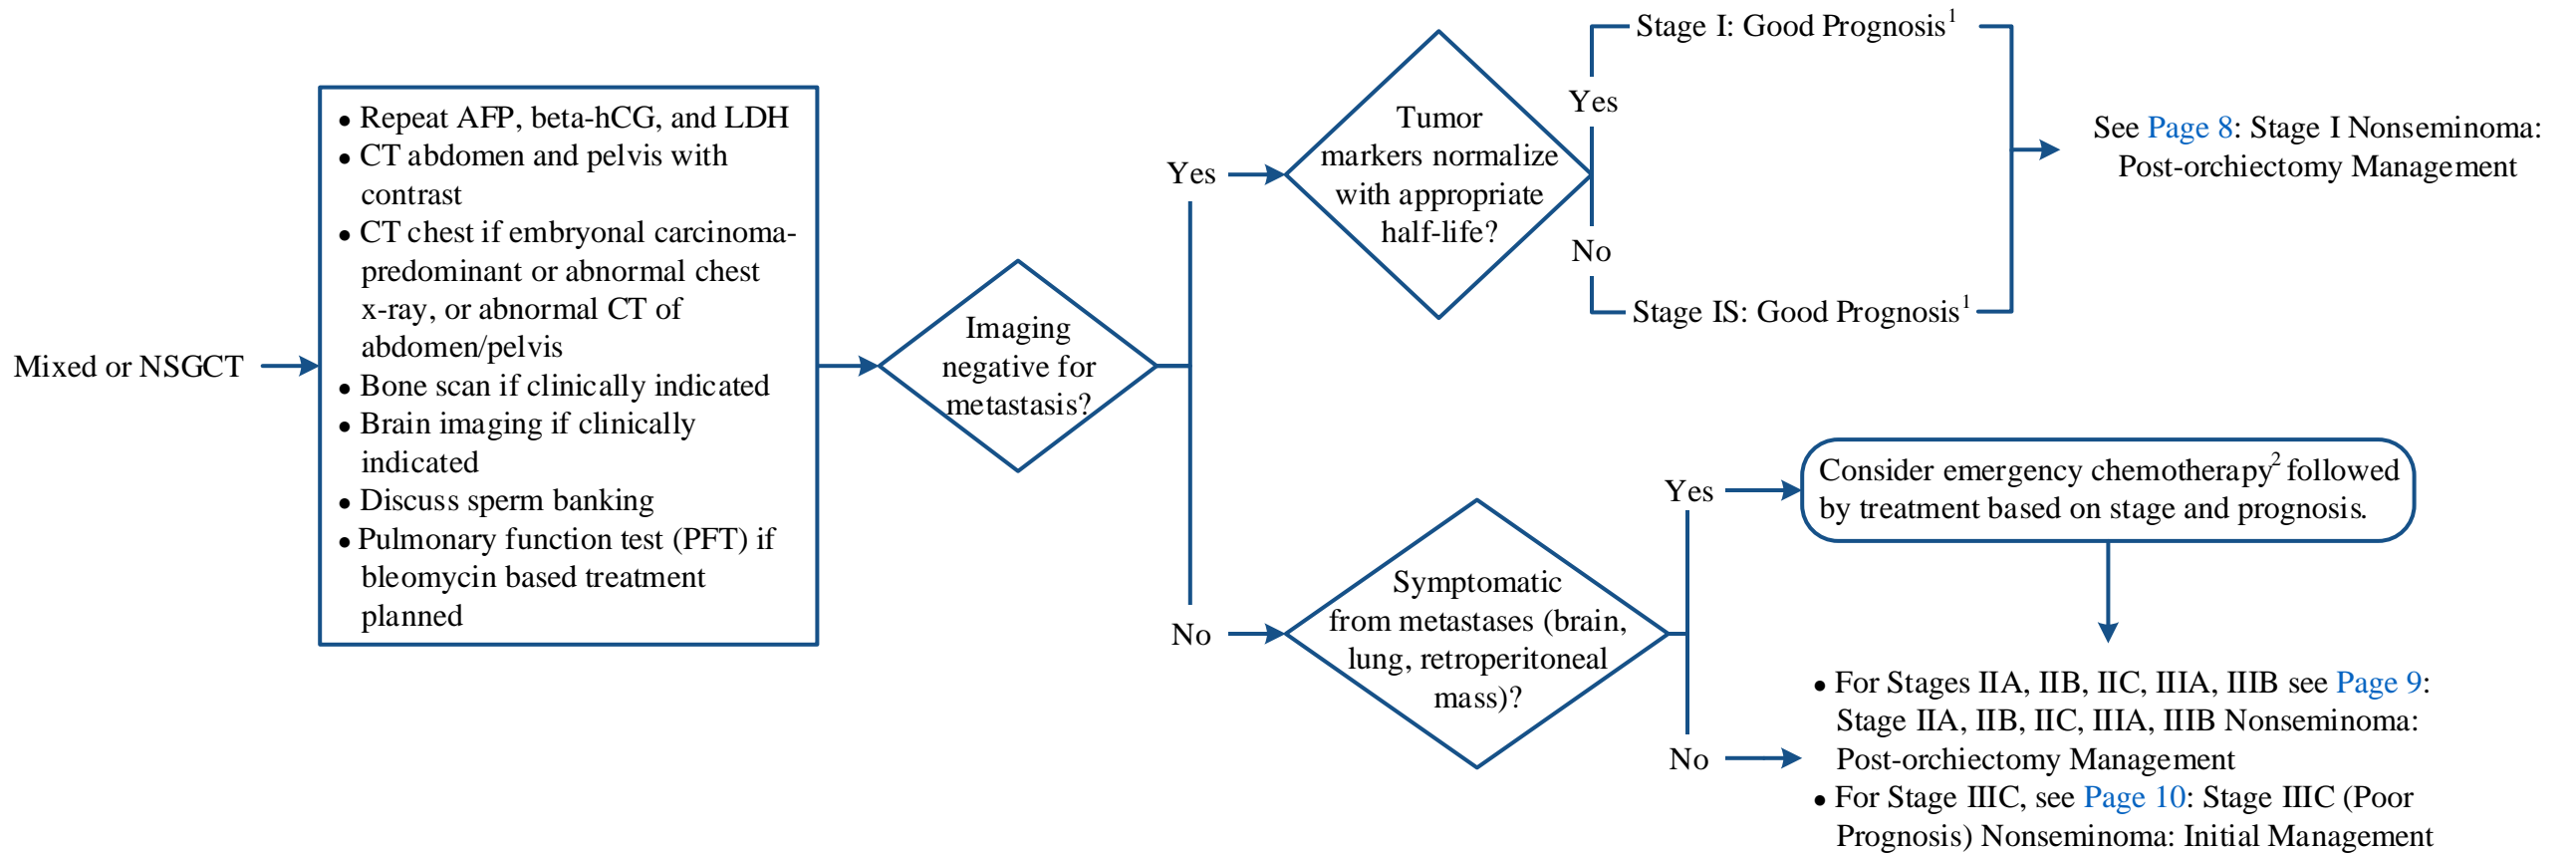 Mixed or NSGCT
• Repeat AFP, beta-hCG, and LDH
• CT abdomen and pelvis with
contrast
• CT chest if embryonal carcinoma-
predominant or abnormal chest
x-ray, or abnormal CT of
abdomen/pelvis
• Bone scan if clinically indicated
• Brain imaging if clinically
indicated
• Discuss sperm banking
• Pulmonary function test (PFT) if
bleomycin based treatment
planned
Imaging
negative for
metastasis?
Yes
Tumor
markers normalize
with appropriate
half-life?
Yes
Stage I: Good Prognosis1
No
Stage IS: Good Prognosis1
See Page 8: Stage I Nonseminoma:
Post-orchiectomy Management
No
Symptomatic
from metastases (brain,
lung, retroperitoneal
mass)?
Yes
Consider emergency chemotherapy2 followed
by treatment based on stage and prognosis.
No
• For Stages IIA, IIB, IIC, IIIA, IIIB see Page 9:
Stage IIA, IIB, IIC, IIIA, IIIB Nonseminoma:
Post-orchiectomy Management
• For Stage IIIC, see Page 10: Stage IIIC (Poor
Prognosis) Nonseminoma: Initial Management